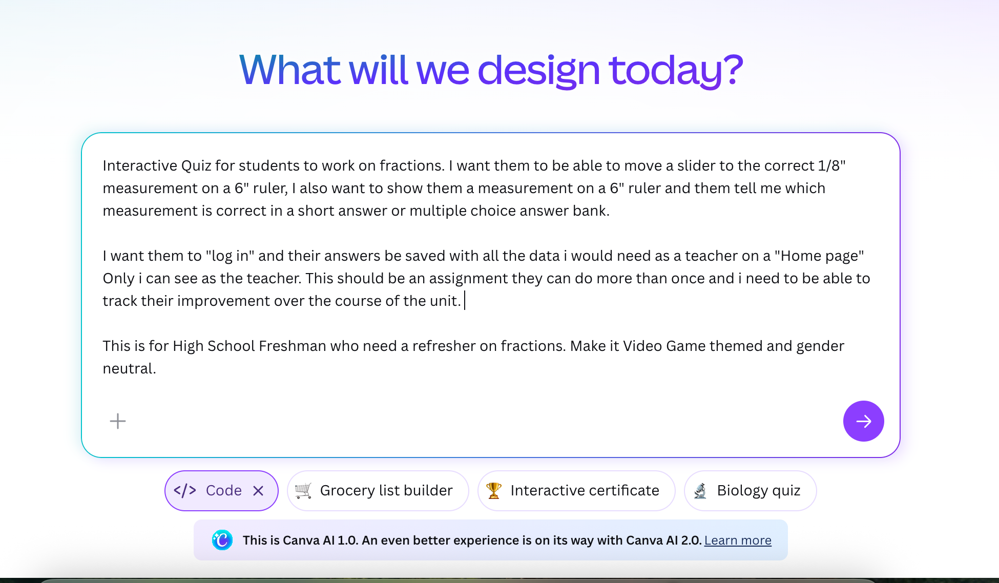 What will we design today?
Interactive Quiz for students to work on fractions. I want them to be able to move a slider to the correct 1/8"
measurement on a 6" ruler, I also want to show them a measurement on a 6" ruler and them tell me which
measurement is correct in a short answer or multiple choice answer bank.
I want them to "log in" and their answers be saved with all the data i would need as a teacher on a "Home page"
Only i can see as the teacher. This should be an assignment they can do more than once and i need to be able to
track their improvement over the course of the unit.
This is for High School Freshman who need a refresher on fractions. Make it Video Game themed and gender
neutral.
</> Code ×
Grocery list builder
Interactive certificate
Biology quiz
This is Canva AI 1.0. An even better experience is on its way with Canva AI 2.0. Learn more